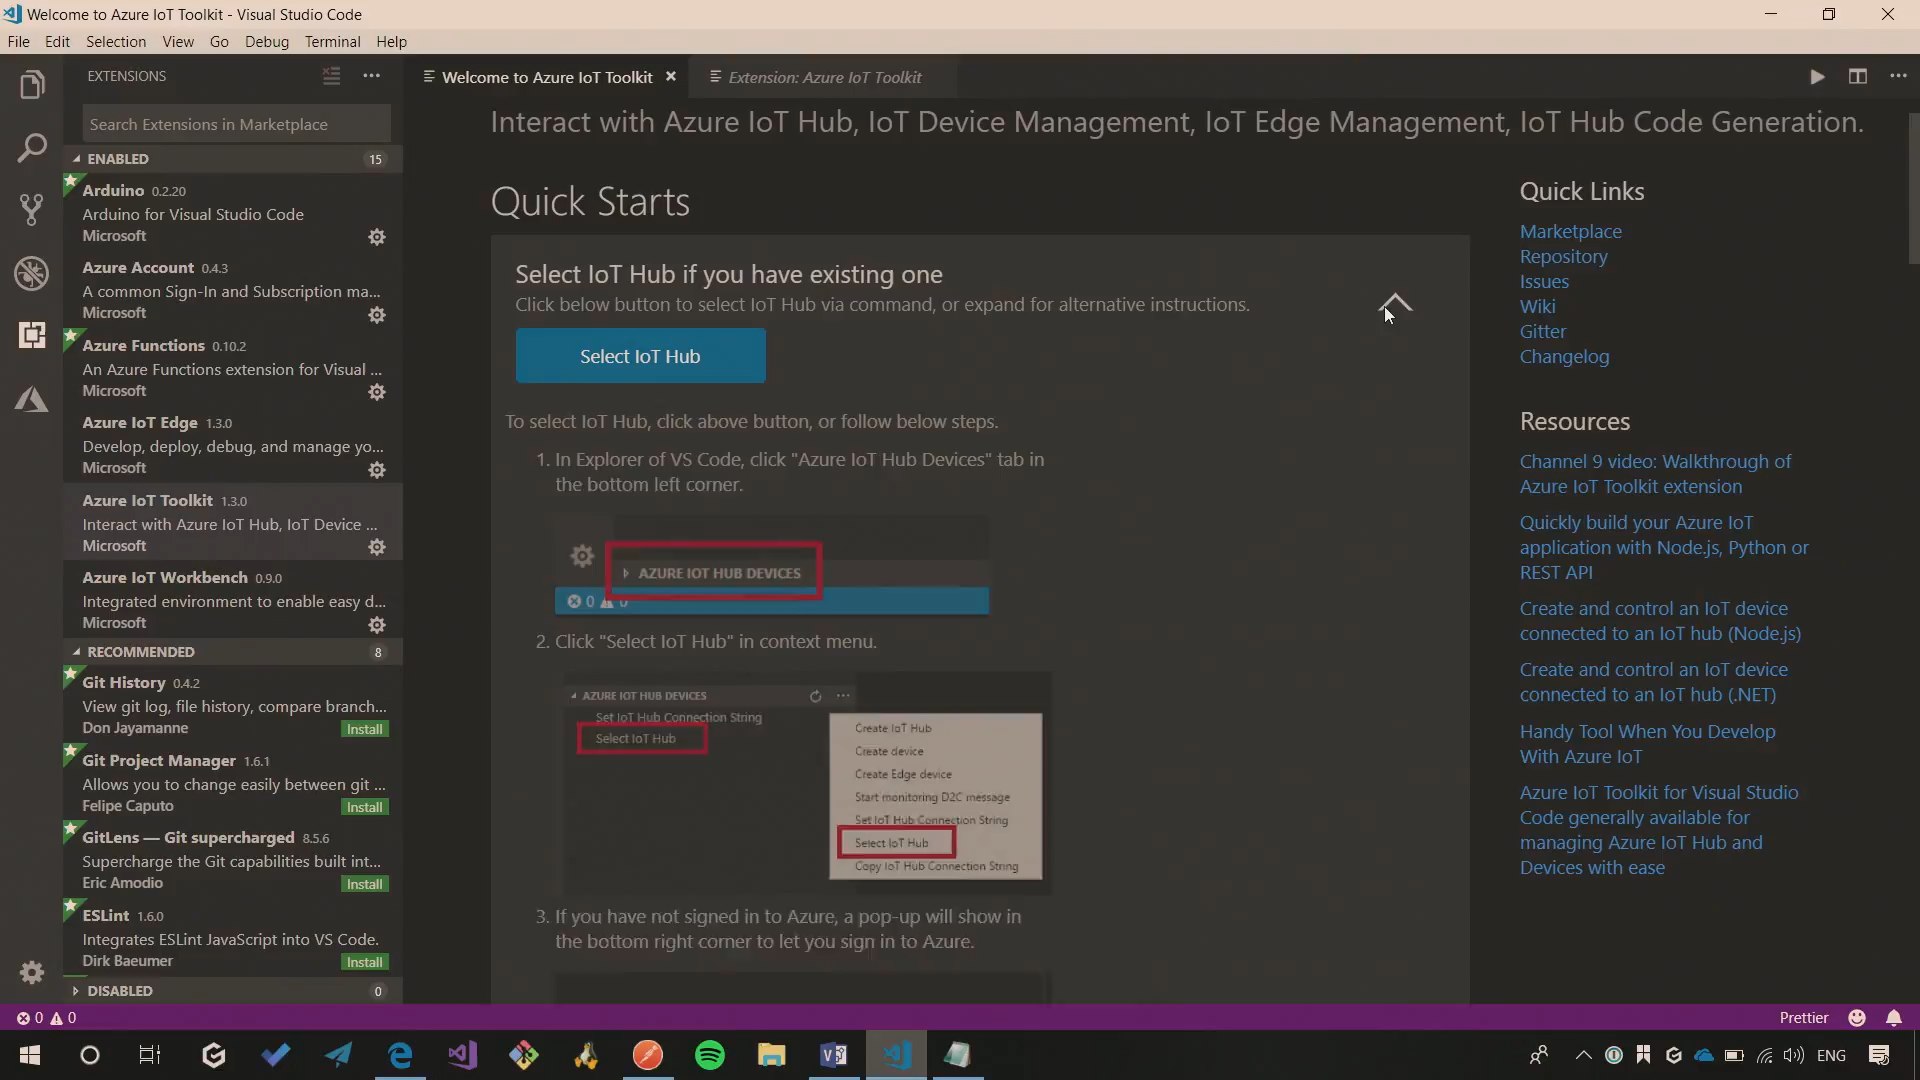 Welcome to Azure IoT Toolkit - Visual Studio Code
File Edit Selection View Go Debug Terminal Help
EXTENSIONS
Search Extensions in Marketplace
ENABLED 15
Arduino 0.2.20
Arduino for Visual Studio Code
Microsoft
Azure Account 0.4.3
A common Sign-In and Subscription ma...
Microsoft
Azure Functions 0.10.2
An Azure Functions extension for Visual ...
Microsoft
Azure IoT Edge 1.3.0
Develop, deploy, debug, and manage yo...
Microsoft
Azure IoT Toolkit 1.3.0
Interact with Azure IoT Hub, IoT Device ...
Microsoft
Azure IoT Workbench 0.9.0
Integrated environment to enable easy d...
Microsoft
RECOMMENDED 8
Git History 0.4.2
View git log, file history, compare branch...
Don Jayamanne Install
Git Project Manager 1.6.1
Allows you to change easily between git ...
Felipe Caputo Install
GitLens — Git supercharged 8.5.6
Supercharge the Git capabilities built int...
Eric Amodio Install
ESLint 1.6.0
Integrates ESLint JavaScript into VS Code.
Dirk Baeumer Install
DISABLED 0
Welcome to Azure IoT Toolkit
Extension: Azure IoT Toolkit
Interact with Azure IoT Hub, IoT Device Management, IoT Edge Management, IoT Hub Code Generation.
Quick Starts
Select IoT Hub if you have existing one
Click below button to select IoT Hub via command, or expand for alternative instructions.
Select IoT Hub
To select IoT Hub, click above button, or follow below steps.
1. In Explorer of VS Code, click "Azure IoT Hub Devices" tab in
the bottom left corner.
AZURE IOT HUB DEVICES
0 0
2. Click "Select IoT Hub" in context menu.
AZURE IOT HUB DEVICES
Set IoT Hub Connection String
Select IoT Hub
Create IoT Hub
Create device
Create Edge device
Start monitoring D2C message
Set IoT Hub Connection String
Select IoT Hub
Copy IoT Hub Connection String
3. If you have not signed in to Azure, a pop-up will show in
the bottom right corner to let you sign in to Azure.
Quick Links
Marketplace
Repository
Issues
Wiki
Gitter
Changelog
Resources
Channel 9 video: Walkthrough of
Azure IoT Toolkit extension
Quickly build your Azure IoT
application with Node.js, Python or
REST API
Create and control an IoT device
connected to an IoT hub (Node.js)
Create and control an IoT device
connected to an IoT hub (.NET)
Handy Tool When You Develop
With Azure IoT
Azure IoT Toolkit for Visual Studio
Code generally available for
managing Azure IoT Hub and
Devices with ease
0 0
Prettier
ENG